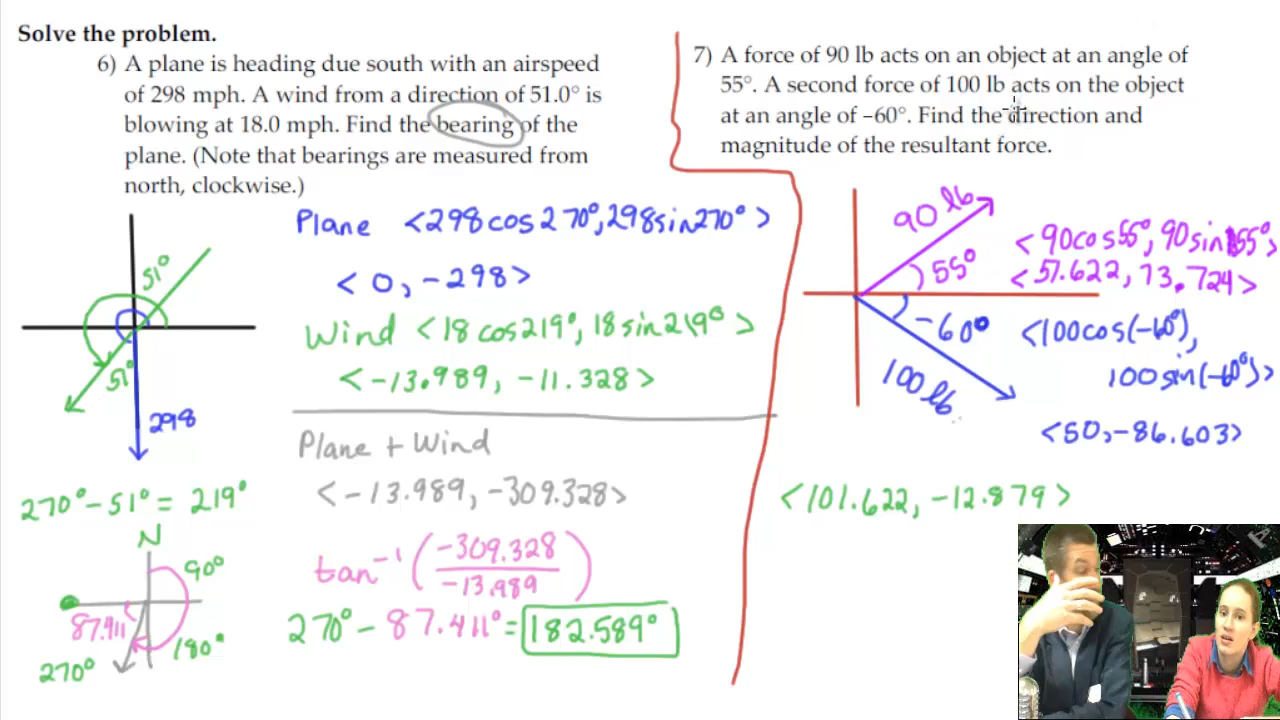 Solve the problem.
6) A plane is heading due south with an airspeed
of 298 mph. A wind from a direction of 51.0° is
blowing at 18.0 mph. Find the bearing of the
plane. (Note that bearings are measured from
north, clockwise.)
51°
51°
298
270° - 51° = 219°
N
90°
87.411
180°
270°
Plane <298cos270°, 298sin270°>
<0, -298>
Wind <18 cos219°, 18 sin219°>
<-13.989, -11.328>
Plane + Wind
<-13.989, -309.328>
tan⁻¹ (-309.328/-13.989)
270° - 87.411° = 182.589°
7) A force of 90 lb acts on an object at an angle of
55°. A second force of 100 lb acts on the object
at an angle of –60°. Find the direction and
magnitude of the resultant force.
90 lb
55°
<90cos55°, 90sin55°>
<57.622, 73.724>
-60°
100 lb
<100cos(-60°),
100sin(-60°)>
<50, -86.603>
<101.622, -12.879>